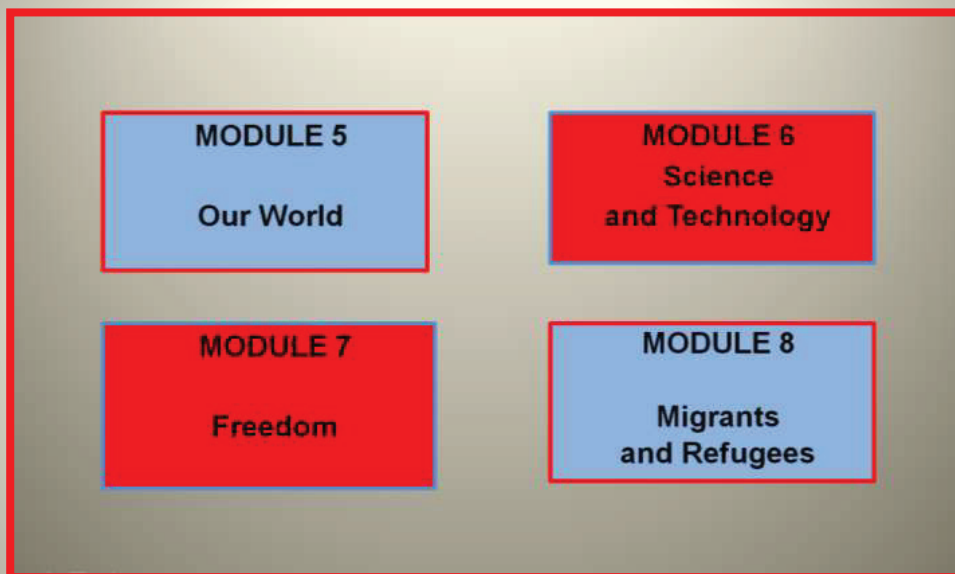 MODULE 5
Our World
MODULE 6
Science
and Technology
MODULE 7
Freedom
MODULE 8
Migrants
and Refugees